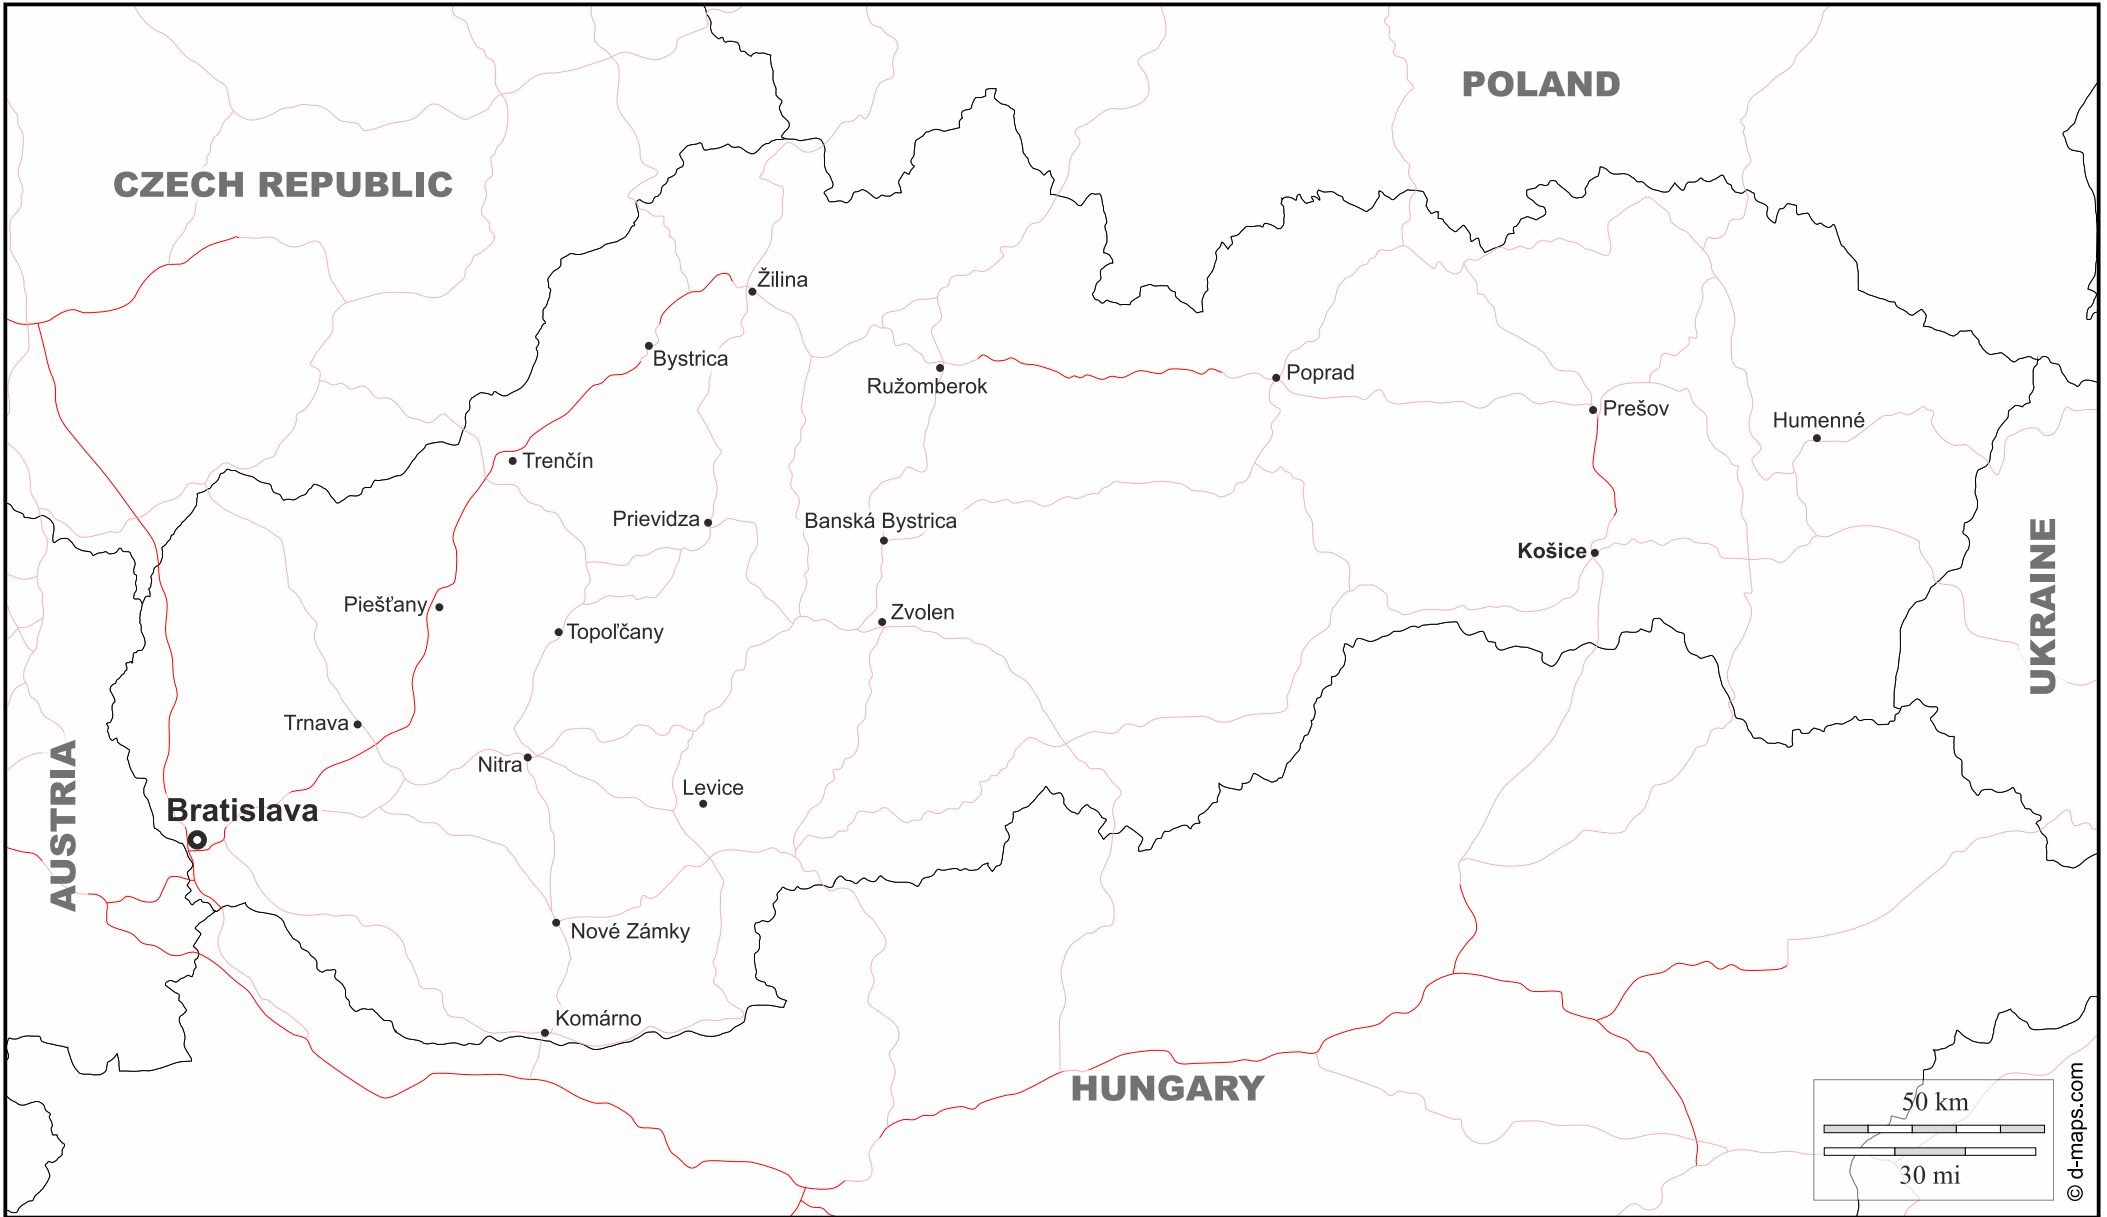 POLAND
CZECH REPUBLIC
Žilina
Bystrica
Ružomberok
Poprad
Prešov
Humenné
Trenčín
Prievidza
Banská Bystrica
Košice
UKRAINE
Piešťany
Topoľčany
Zvolen
Trnava
Nitra
Levice
AUSTRIA
Bratislava
Nové Zámky
Komárno
HUNGARY
50 km
30 mi
© d-maps.com